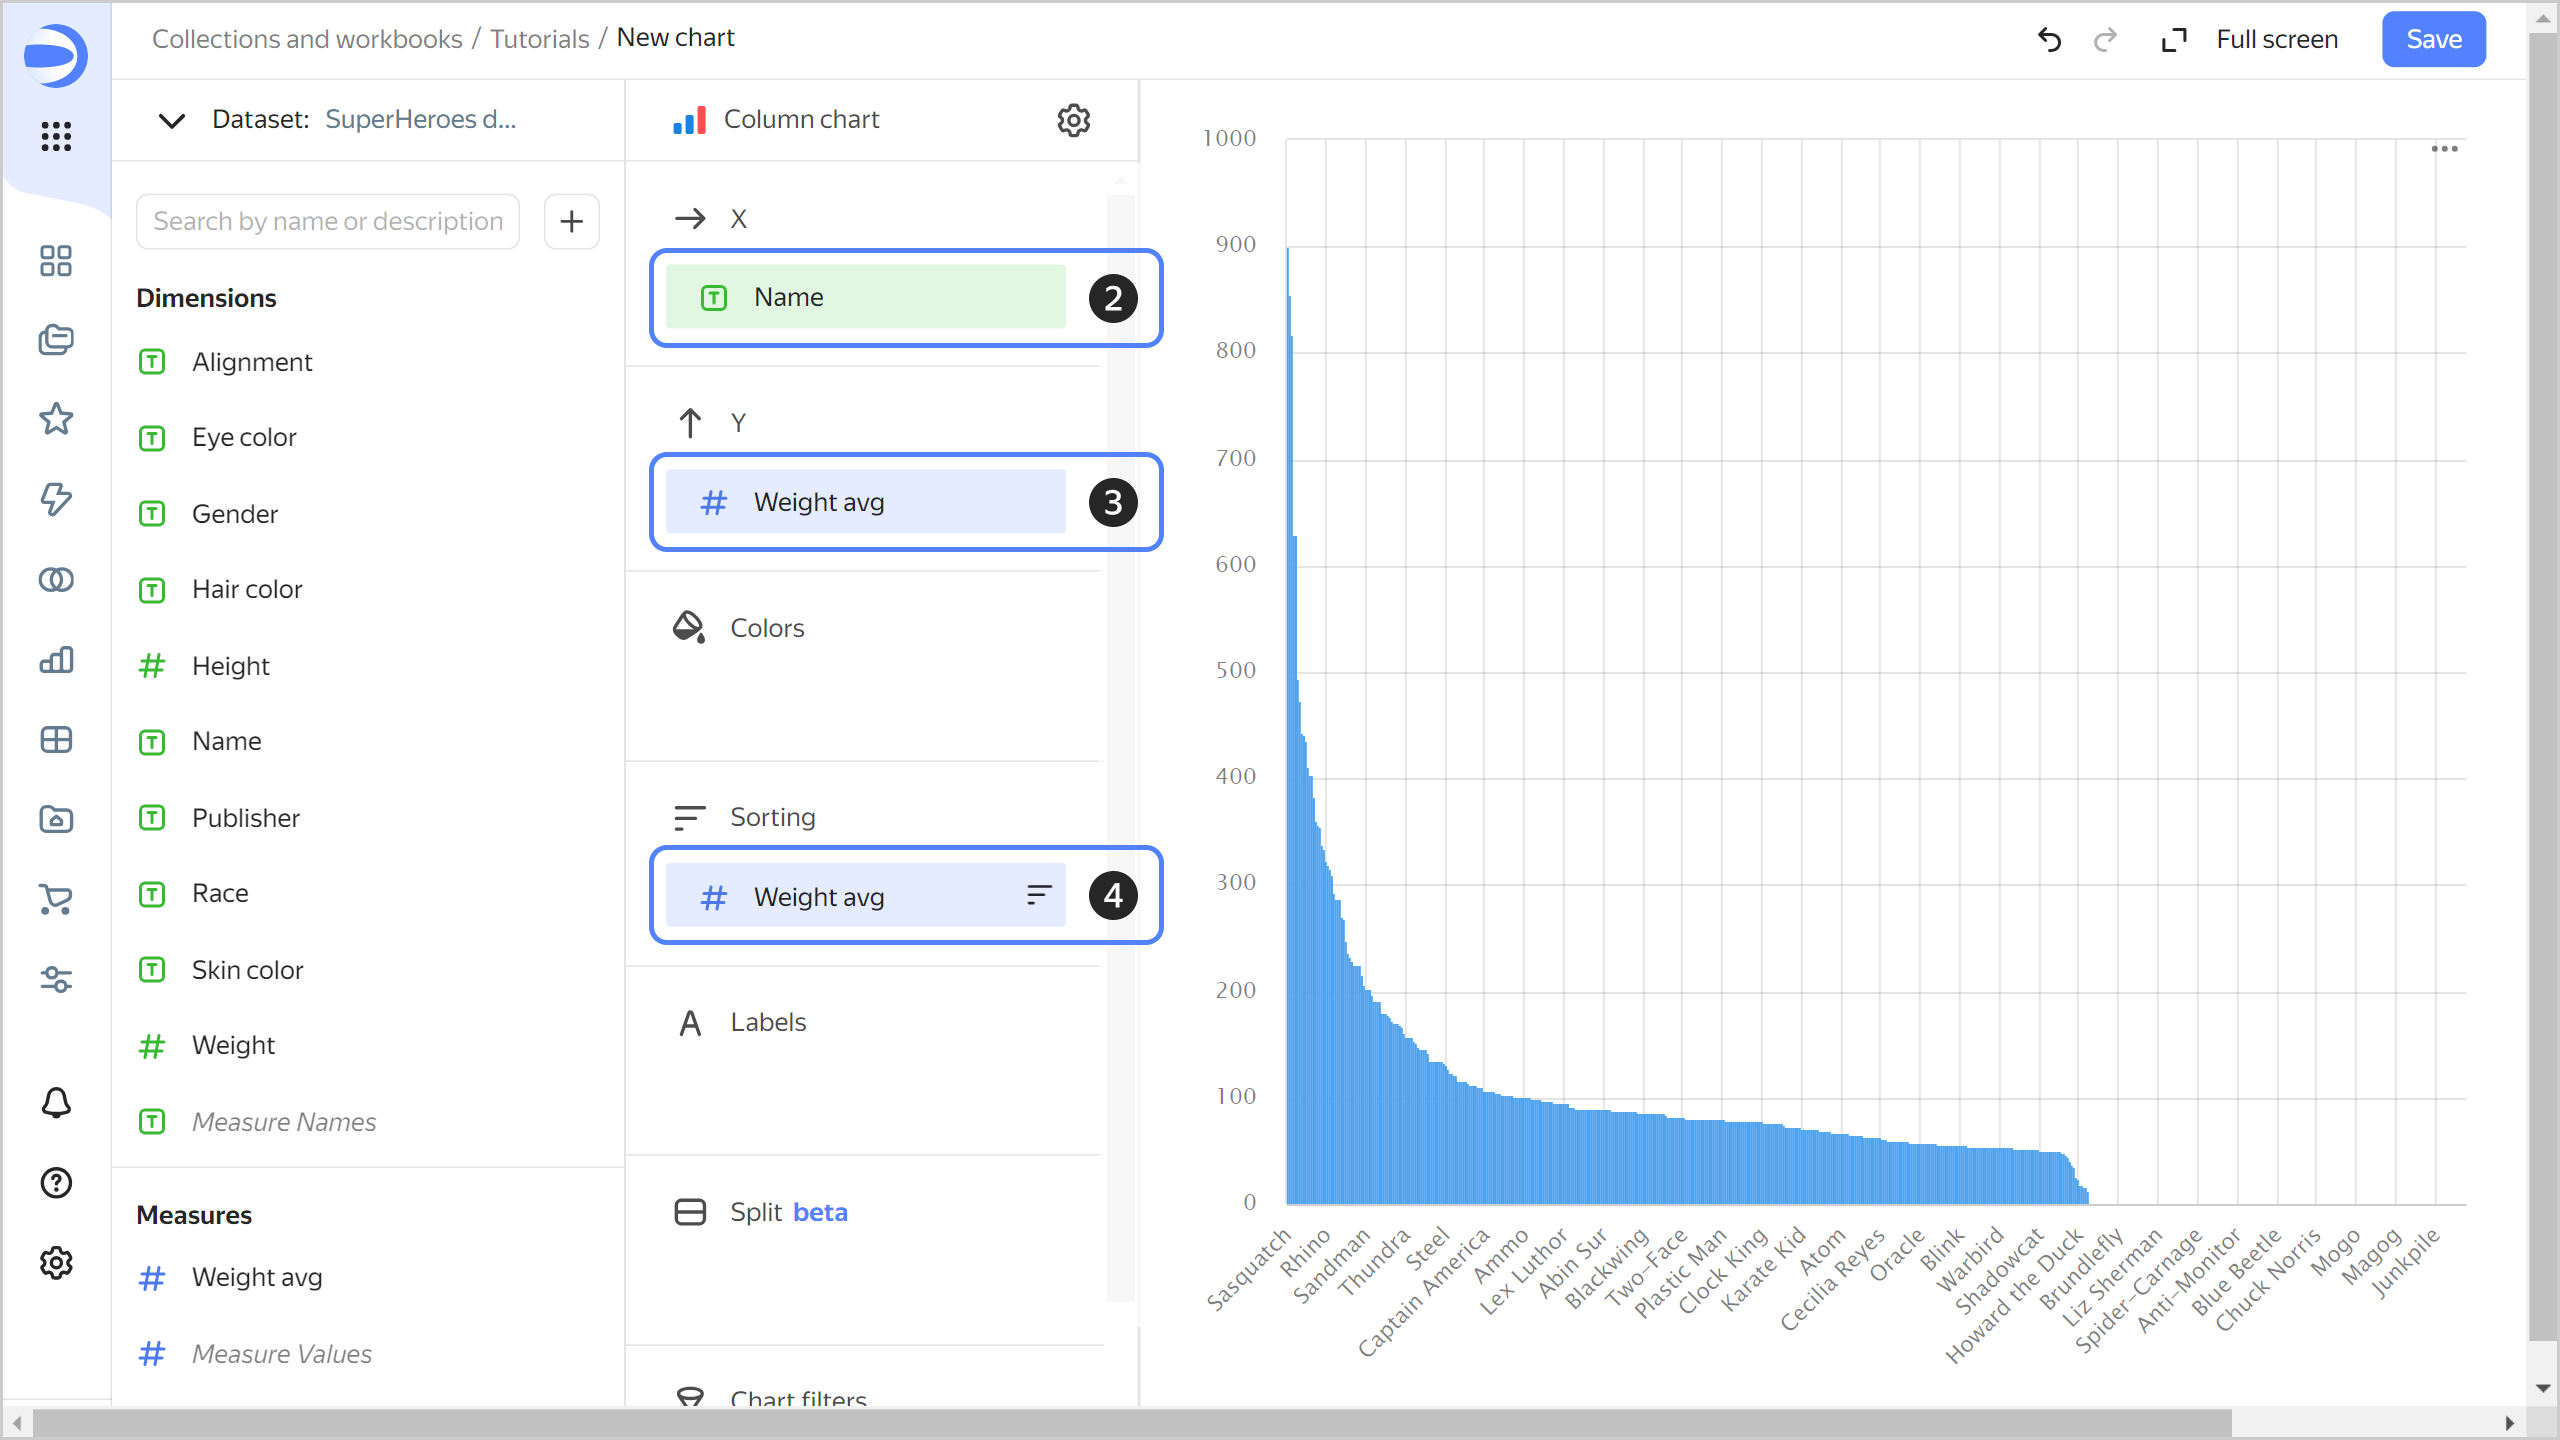 Collections and workbooks / Tutorials / New chart
Full screen
Save
Dataset: SuperHeroes d...
Search by name or description
Dimensions
Alignment
Eye color
Gender
Hair color
Height
Name
Publisher
Race
Skin color
Weight
Measure Names
Measures
Weight avg
Measure Values
Column chart
X
Name
2
Y
Weight avg
3
Colors
Sorting
Weight avg
4
Labels
Split beta
Chart filters
1000
900
800
700
600
500
400
300
200
100
0
Sasquatch
Rhino
Sandman
Thundra
Steel
Captain America
Ammo
Lex Luthor
Abin Sur
Blackwing
Two-Face
Plastic Man
Clock King
Karate Kid
Atom
Cecilia Reyes
Oracle
Blink
Warbird
Shadowcat
Howard the Duck
Brundlefly
Liz Sherman
Spider-Carnage
Anti-Monitor
Blue Beetle
Chuck Norris
Mogo
Magog
Junkpile